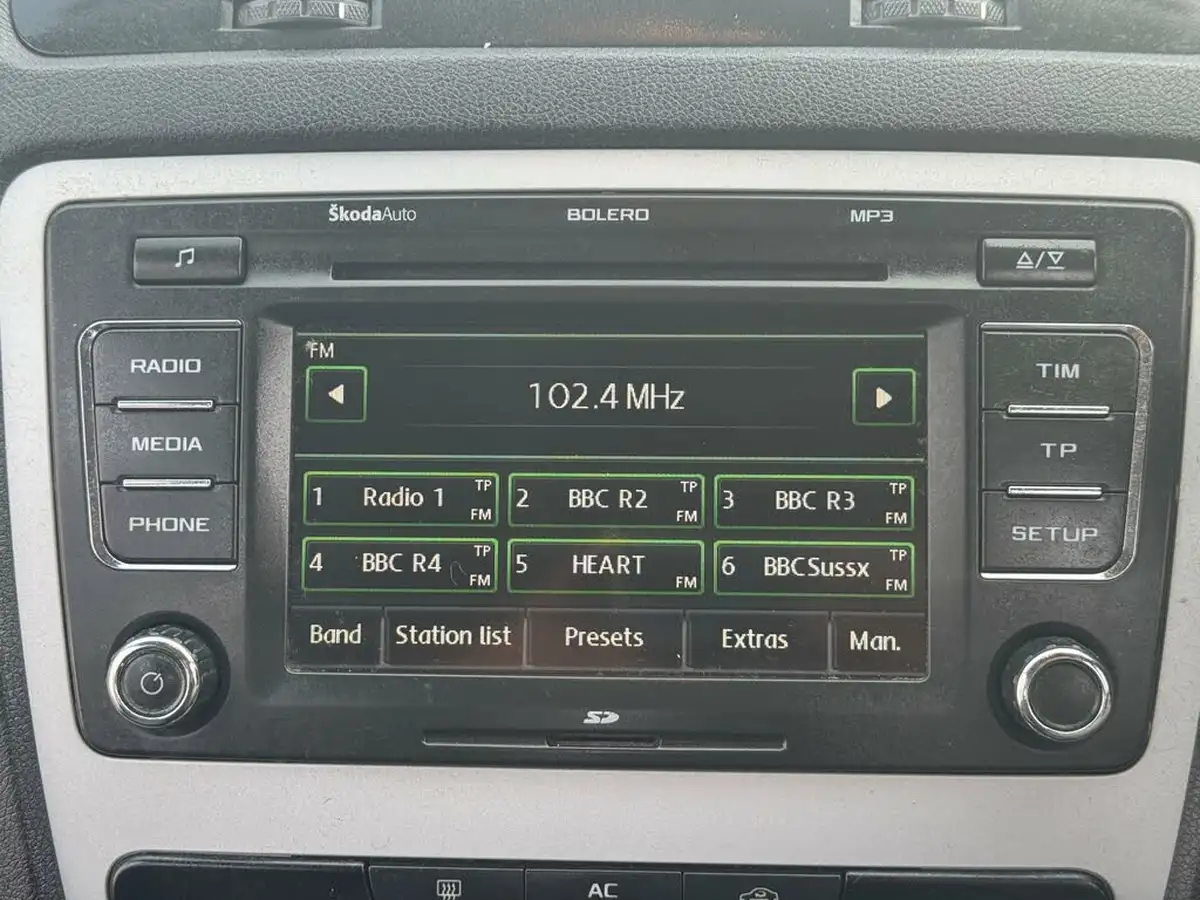 ŠkodaAuto BOLERO MP3
RADIO
MEDIA
PHONE
FM
102.4 MHz
1 Radio 1 TP FM
2 BBC R2 TP FM
3 BBC R3 TP FM
4 BBC R4 TP FM
5 HEART FM
6 BBCSussx TP FM
Band Station list Presets Extras Man.
TIM
TP
SETUP
SD
AC